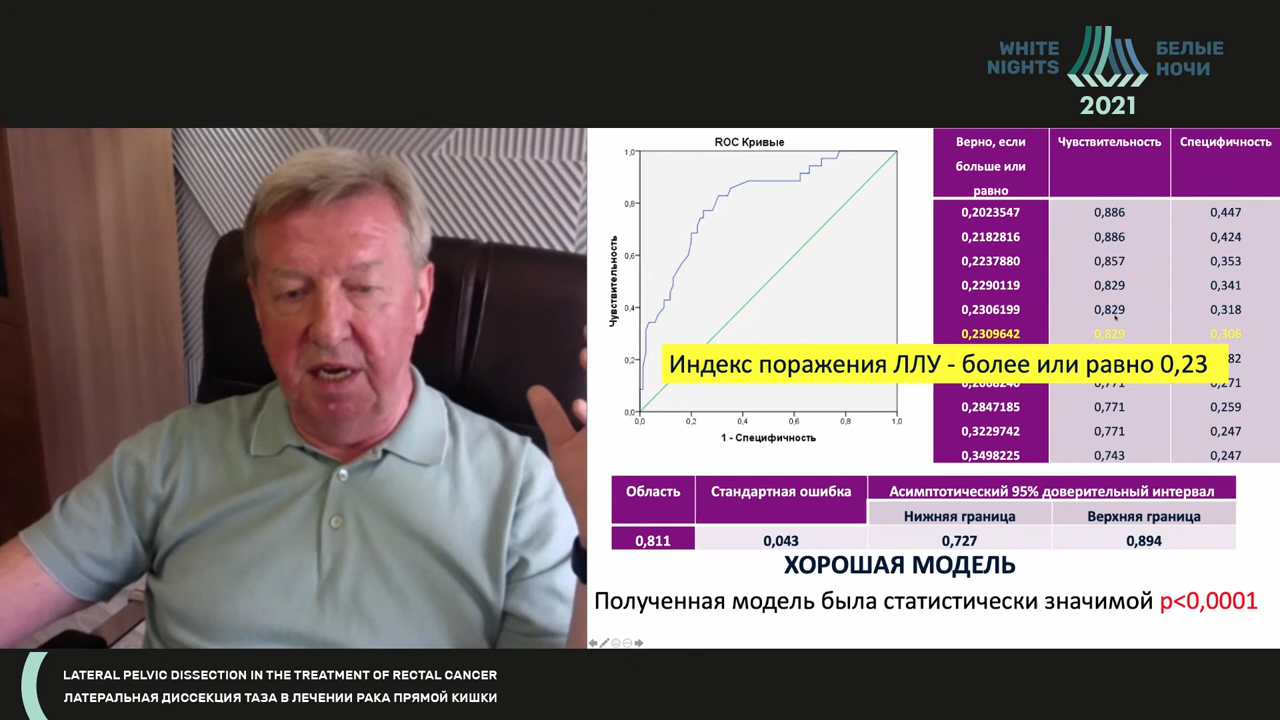 WHITE NIGHTS
БЕЛЫЕ НОЧИ
2021
ROC Кривые
Чувствительность
1,0
0,8
0,6
0,4
0,2
0,0
0,0 0,2 0,4 0,6 0,8 1,0
1 - Специфичность
Верно, если больше или равно Чувствительность Специфичность
0,2023547 0,886 0,447
0,2182816 0,886 0,424
0,2237880 0,857 0,353
0,2290119 0,829 0,341
0,2306199 0,829 0,318
0,2309642 0,829 0,306
Индекс поражения ЛЛУ - более или равно 0,23
0,771 0,271
0,2847185 0,771 0,259
0,3229742 0,771 0,247
0,3498225 0,743 0,247
Область Стандартная ошибка Асимптотический 95% доверительный интервал
Нижняя граница Верхняя граница
0,811 0,043 0,727 0,894
ХОРОШАЯ МОДЕЛЬ
Полученная модель была статистически значимой p<0,0001
LATERAL PELVIC DISSECTION IN THE TREATMENT OF RECTAL CANCER
ЛАТЕРАЛЬНАЯ ДИССЕКЦИЯ ТАЗА В ЛЕЧЕНИИ РАКА ПРЯМОЙ КИШКИ